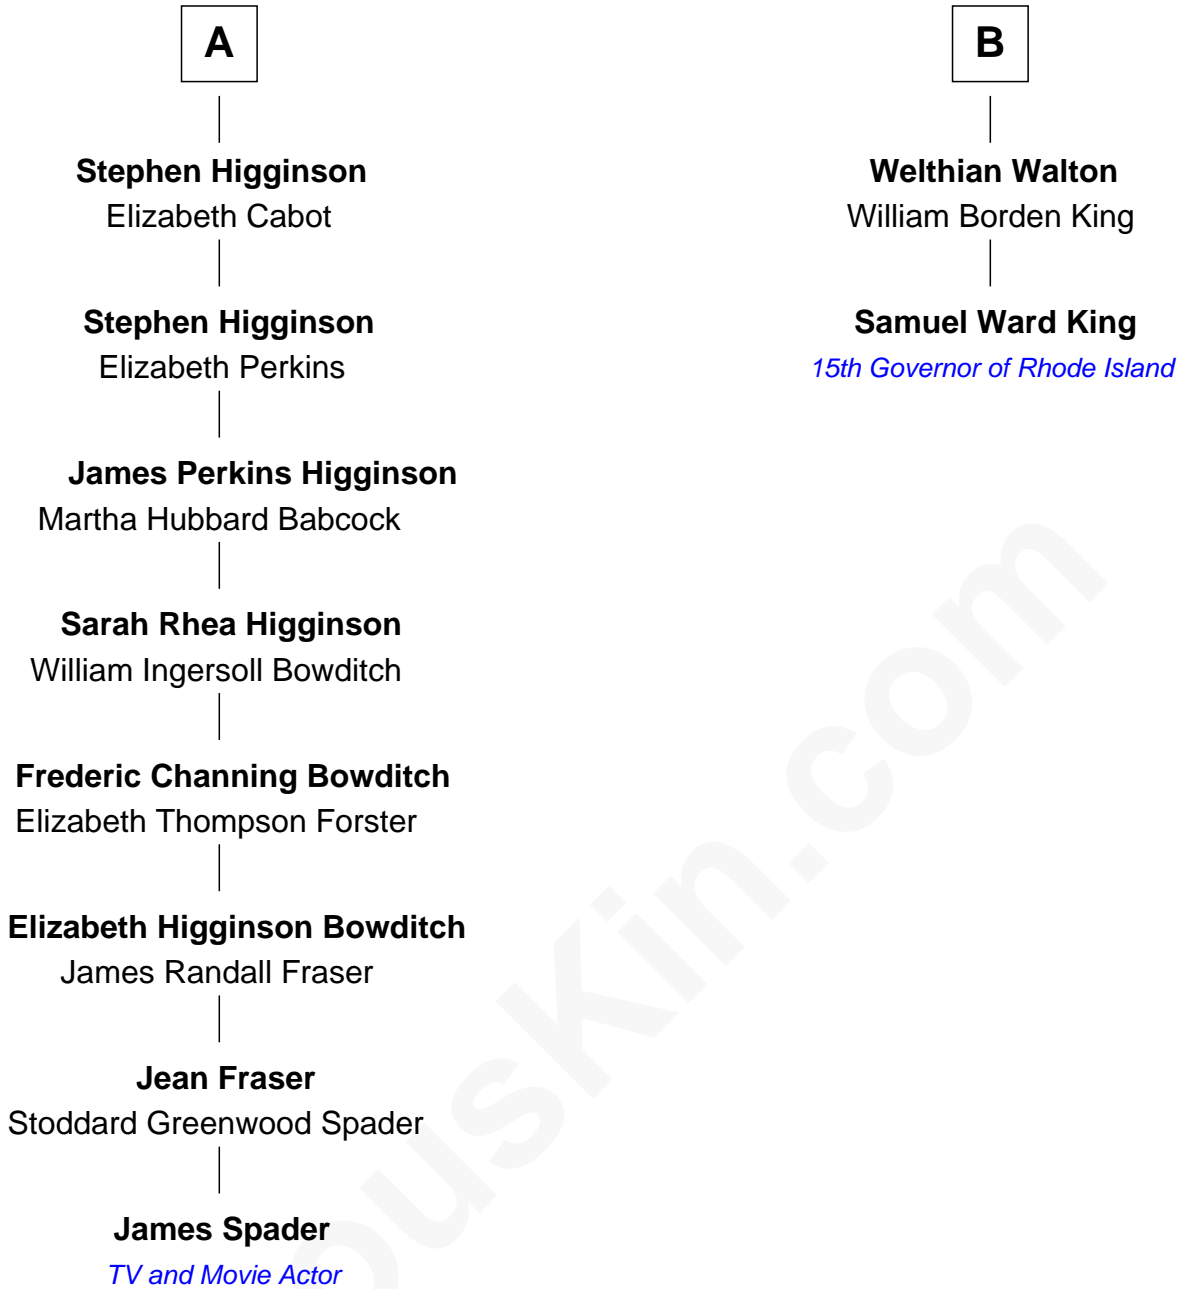 A
Stephen Higginson
Elizabeth Cabot
Stephen Higginson
Elizabeth Perkins
James Perkins Higginson
Martha Hubbard Babcock
Sarah Rhea Higginson
William Ingersoll Bowditch
Frederic Channing Bowditch
Elizabeth Thompson Forster
Elizabeth Higginson Bowditch
James Randall Fraser
Jean Fraser
Stoddard Greenwood Spader
James Spader
TV and Movie Actor
B
Welthian Walton
William Borden King
Samuel Ward King
15th Governor of Rhode Island
ousKin.com